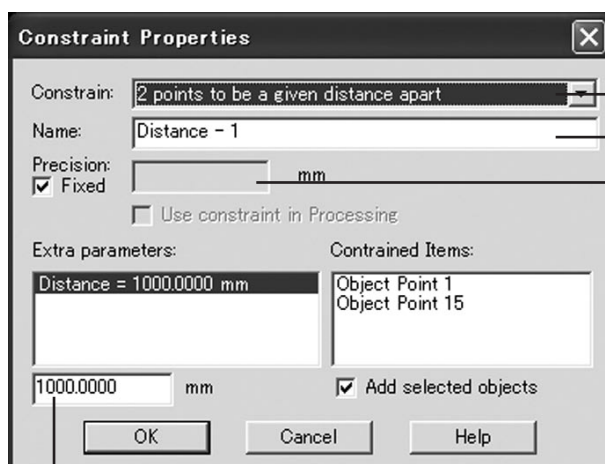 Constraint Properties
Constrain: 2 points to be a given distance apart
Name: Distance - 1
Precision:
Fixed mm
Use constraint in Processing
Extra parameters: Contrained Items:
Distance = 1000.0000 mm Object Point 1
Object Point 15
1000.0000 mm Add selected objects
OK Cancel Help